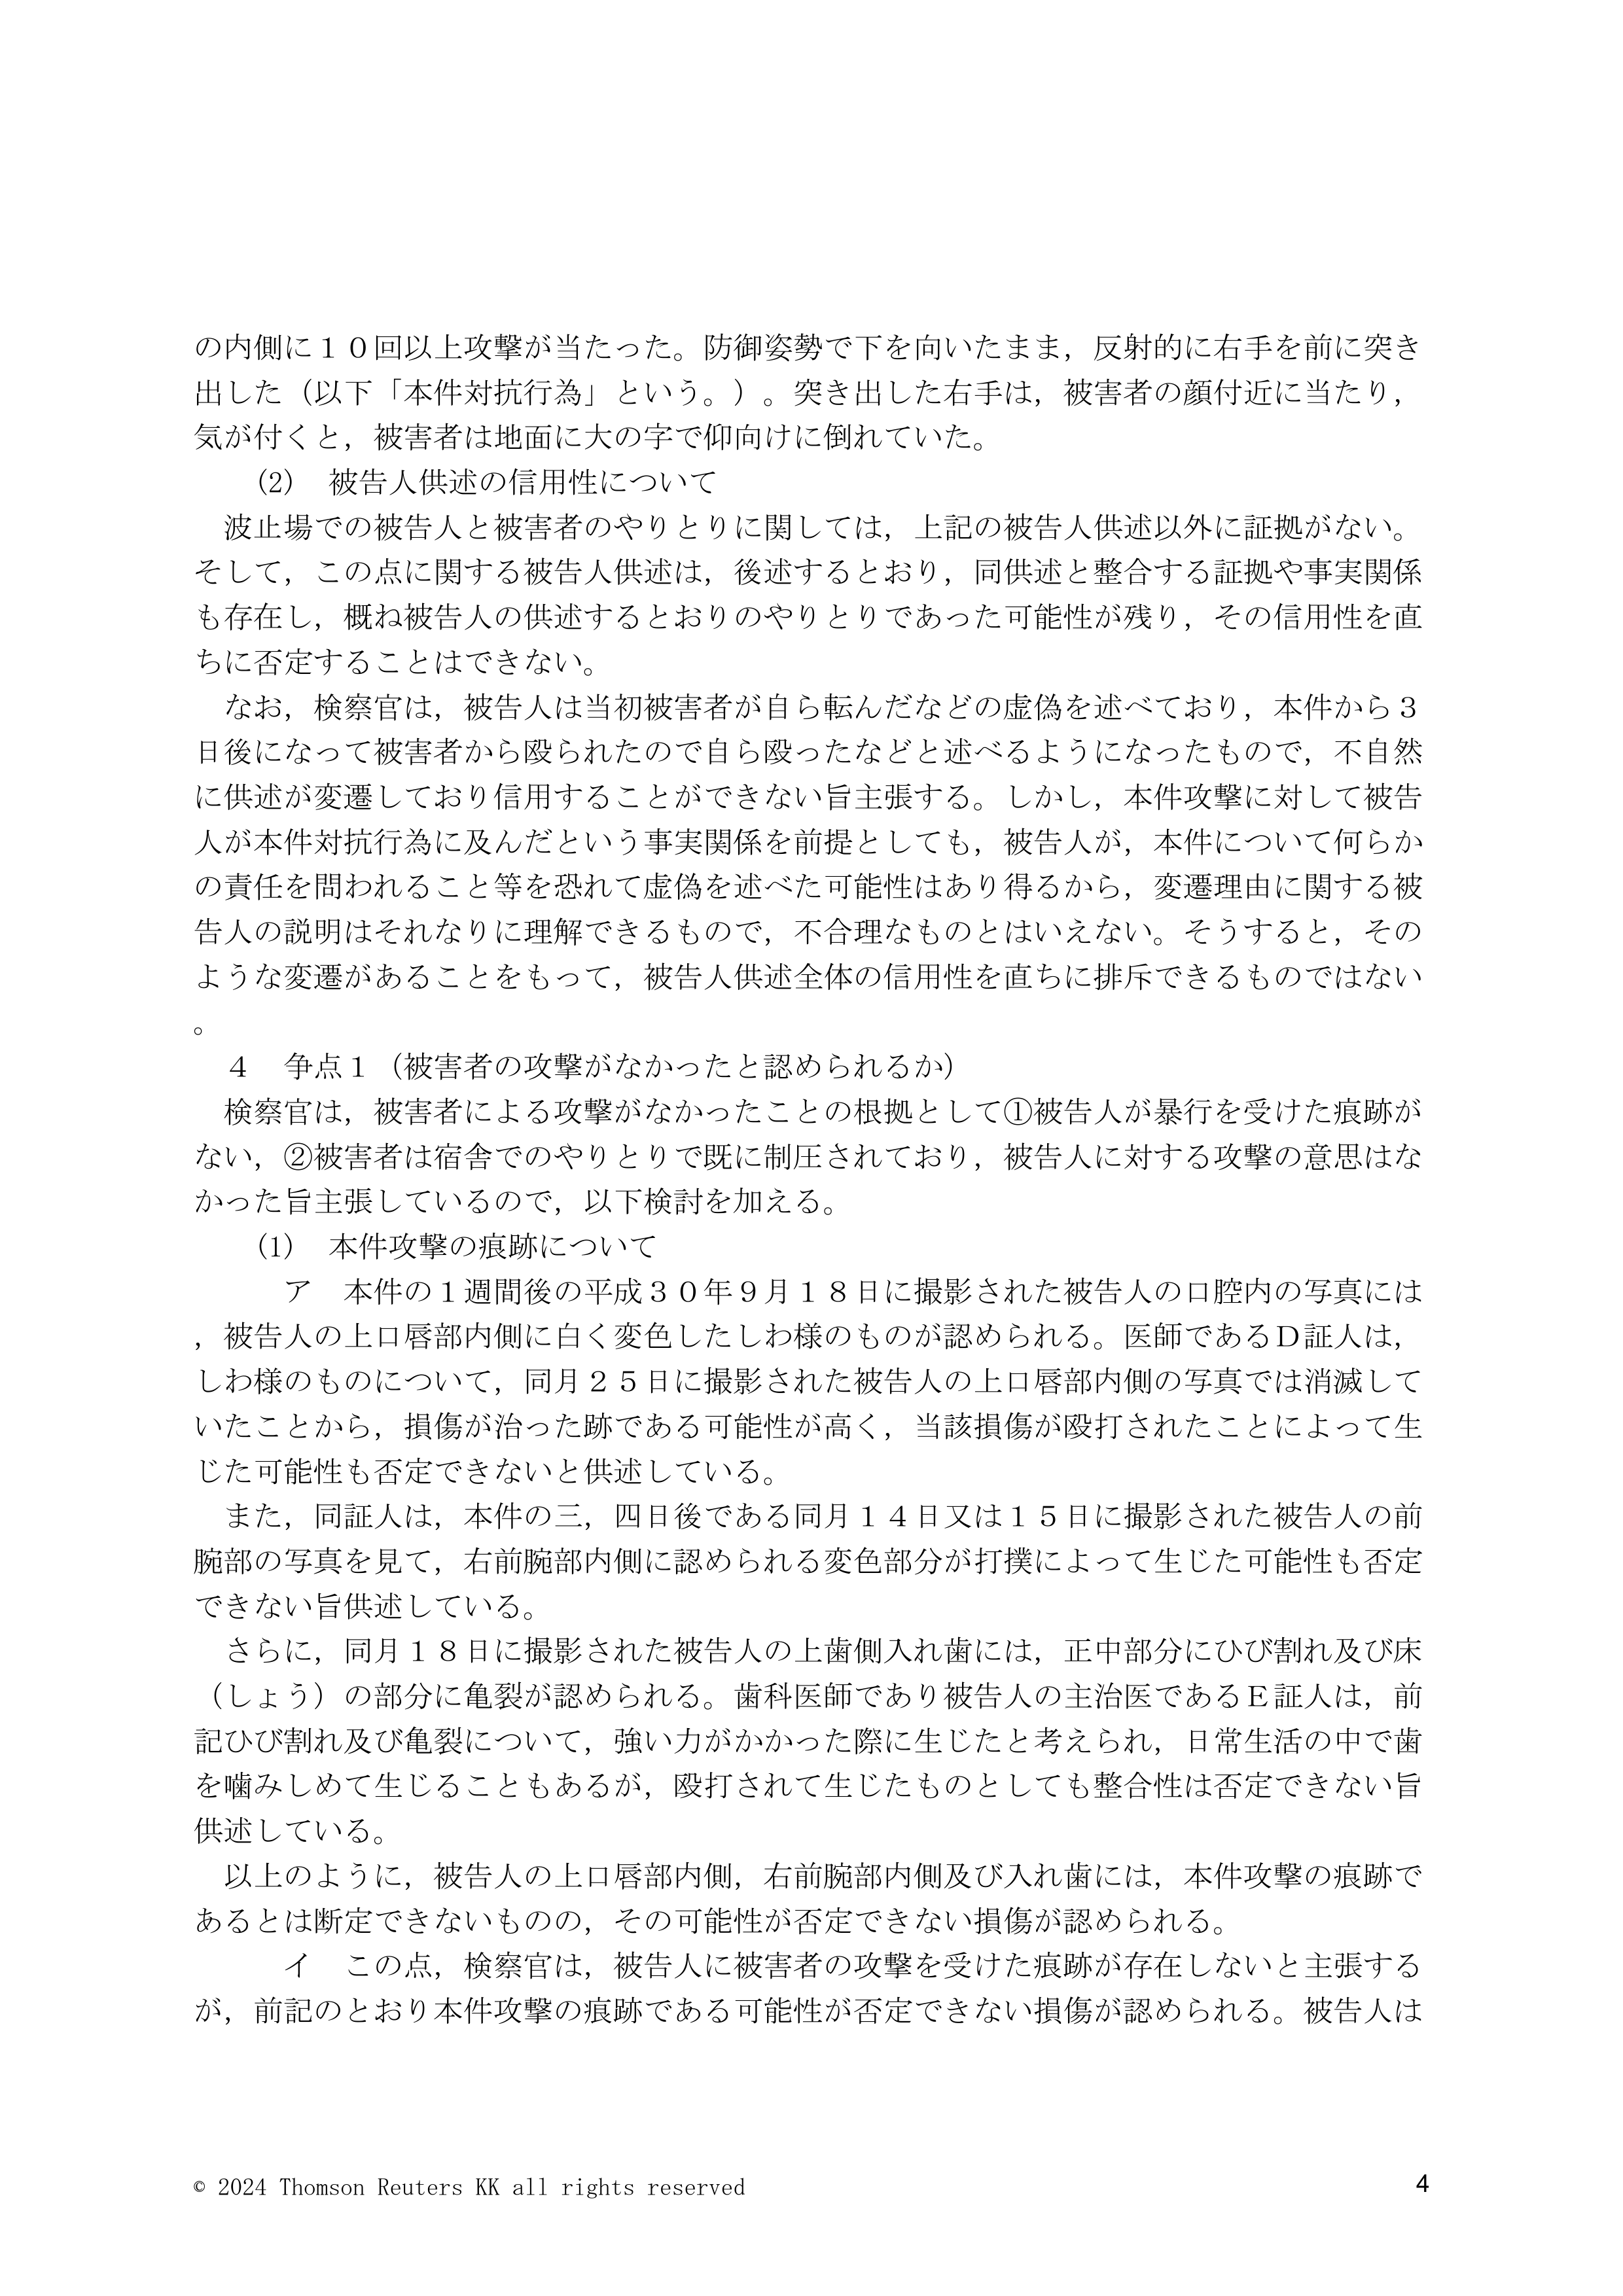 の内側に１０回以上攻撃が当たった。防御姿勢で下を向いたまま，反射的に右手を前に突き
出した（以下「本件対抗行為」という。）。突き出した右手は，被害者の顔付近に当たり，
気が付くと，被害者は地面に大の字で仰向けに倒れていた。
(2)　被告人供述の信用性について
波止場での被告人と被害者のやりとりに関しては，上記の被告人供述以外に証拠がない。
そして，この点に関する被告人供述は，後述するとおり，同供述と整合する証拠や事実関係
も存在し，概ね被告人の供述するとおりのやりとりであった可能性が残り，その信用性を直
ちに否定することはできない。
なお，検察官は，被告人は当初被害者が自ら転んだなどの虚偽を述べており，本件から３
日後になって被害者から殴られたので自ら殴ったなどと述べるようになったもので，不自然
に供述が変遷しており信用することができない旨主張する。しかし，本件攻撃に対して被告
人が本件対抗行為に及んだという事実関係を前提としても，被告人が，本件について何らか
の責任を問われること等を恐れて虚偽を述べた可能性はあり得るから，変遷理由に関する被
告人の説明はそれなりに理解できるもので，不合理なものとはいえない。そうすると，その
ような変遷があることをもって，被告人供述全体の信用性を直ちに排斥できるものではない
。
４　争点１（被害者の攻撃がなかったと認められるか）
検察官は，被害者による攻撃がなかったことの根拠として①被告人が暴行を受けた痕跡が
ない，②被害者は宿舎でのやりとりで既に制圧されており，被告人に対する攻撃の意思はな
かった旨主張しているので，以下検討を加える。
(1)　本件攻撃の痕跡について
ア　本件の１週間後の平成３０年９月１８日に撮影された被告人の口腔内の写真には
，被告人の上口唇部内側に白く変色したしわ様のものが認められる。医師であるＤ証人は，
しわ様のものについて，同月２５日に撮影された被告人の上口唇部内側の写真では消滅して
いたことから，損傷が治った跡である可能性が高く，当該損傷が殴打されたことによって生
じた可能性も否定できないと供述している。
また，同証人は，本件の三，四日後である同月１４日又は１５日に撮影された被告人の前
腕部の写真を見て，右前腕部内側に認められる変色部分が打撲によって生じた可能性も否定
できない旨供述している。
さらに，同月１８日に撮影された被告人の上歯側入れ歯には，正中部分にひび割れ及び床
（しょう）の部分に亀裂が認められる。歯科医師であり被告人の主治医であるＥ証人は，前
記ひび割れ及び亀裂について，強い力がかかった際に生じたと考えられ，日常生活の中で歯
を噛みしめて生じることもあるが，殴打されて生じたものとしても整合性は否定できない旨
供述している。
以上のように，被告人の上口唇部内側，右前腕部内側及び入れ歯には，本件攻撃の痕跡で
あるとは断定できないものの，その可能性が否定できない損傷が認められる。
イ　この点，検察官は，被告人に被害者の攻撃を受けた痕跡が存在しないと主張する
が，前記のとおり本件攻撃の痕跡である可能性が否定できない損傷が認められる。被告人は
© 2024 Thomson Reuters KK all rights reserved
4